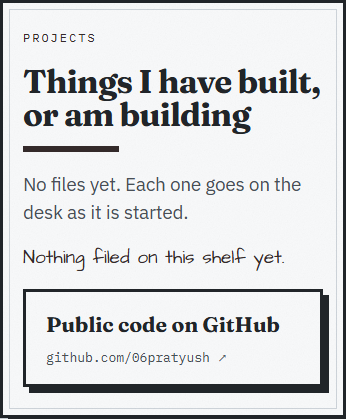 PROJECTS
Things I have built,
or am building
No files yet. Each one goes on the
desk as it is started.
Nothing filed on this shelf yet.
Public code on GitHub
github.com/06pratyush ↗